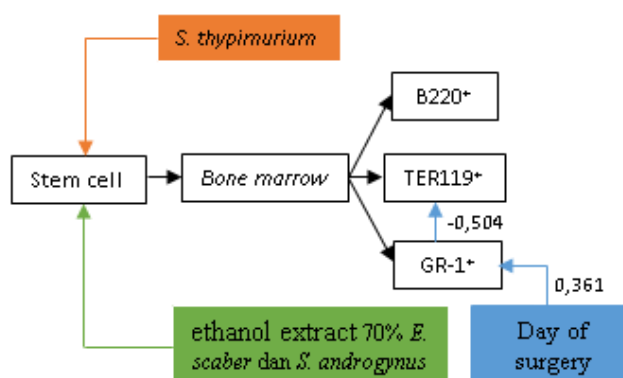 S. thypimurium
B220+
Stem cell
Bone marrow
TER119+
-0,504
GR-1+
0,361
ethanol extract 70% E.
scaber dan S. androgynus
Day of
surgery